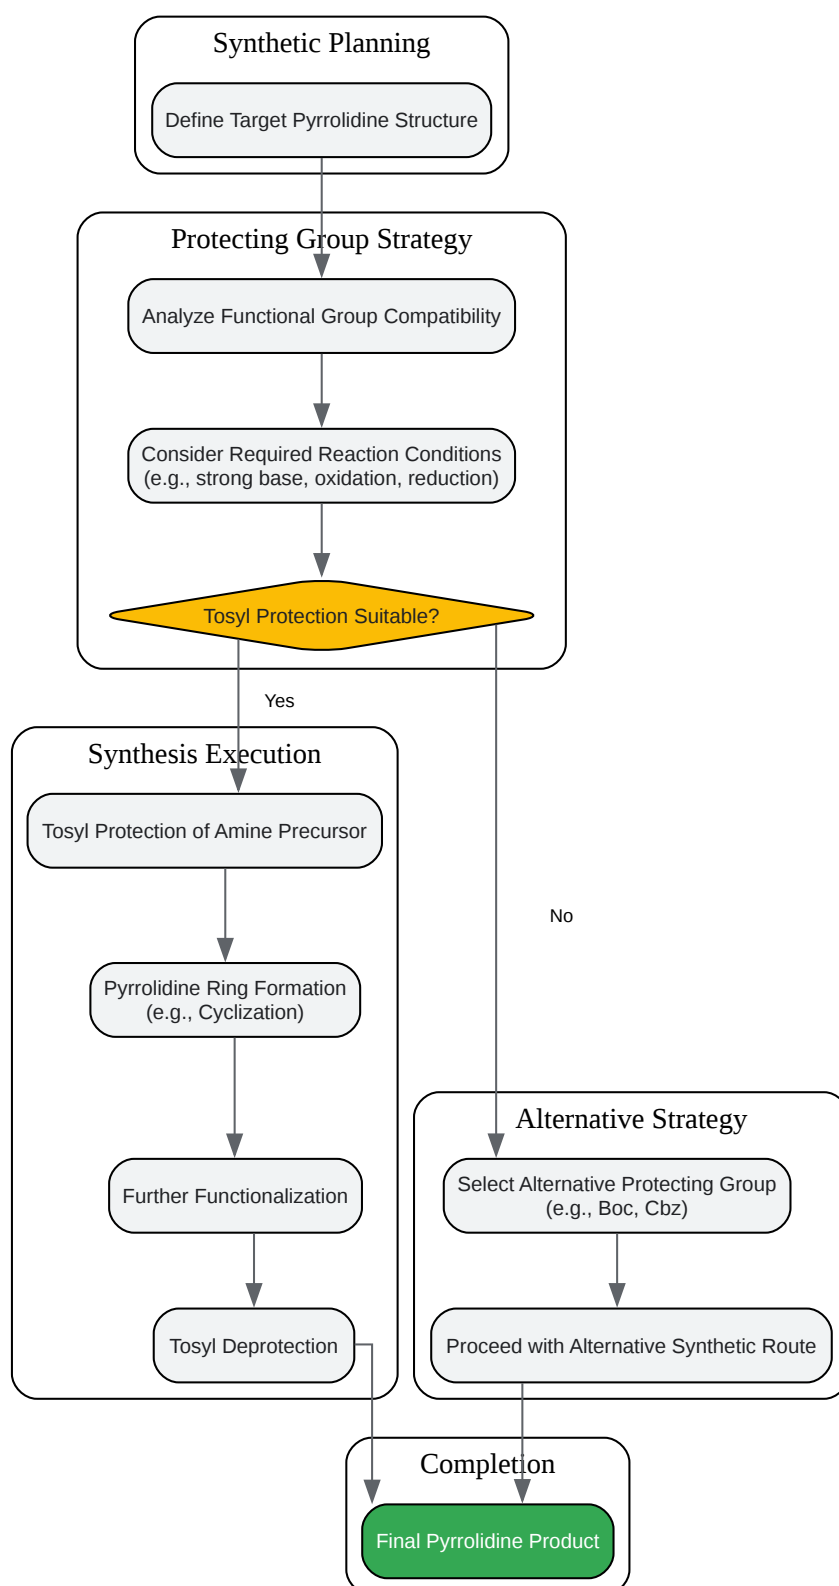 Synthetic Planning
Define Target Pyrrolidine Structure
Protecting Group Strategy
Analyze Functional Group Compatibility
Consider Required Reaction Conditions
(e.g., strong base, oxidation, reduction)
Tosyl Protection Suitable?
Yes
Synthesis Execution
Tosyl Protection of Amine Precursor
Pyrrolidine Ring Formation
(e.g., Cyclization)
Further Functionalization
Tosyl Deprotection
No
Alternative Strategy
Select Alternative Protecting Group
(e.g., Boc, Cbz)
Proceed with Alternative Synthetic Route
Completion
Final Pyrrolidine Product